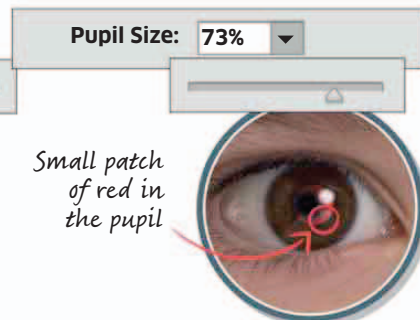 Pupil Size: 73%
Small patch
of red in
the pupil